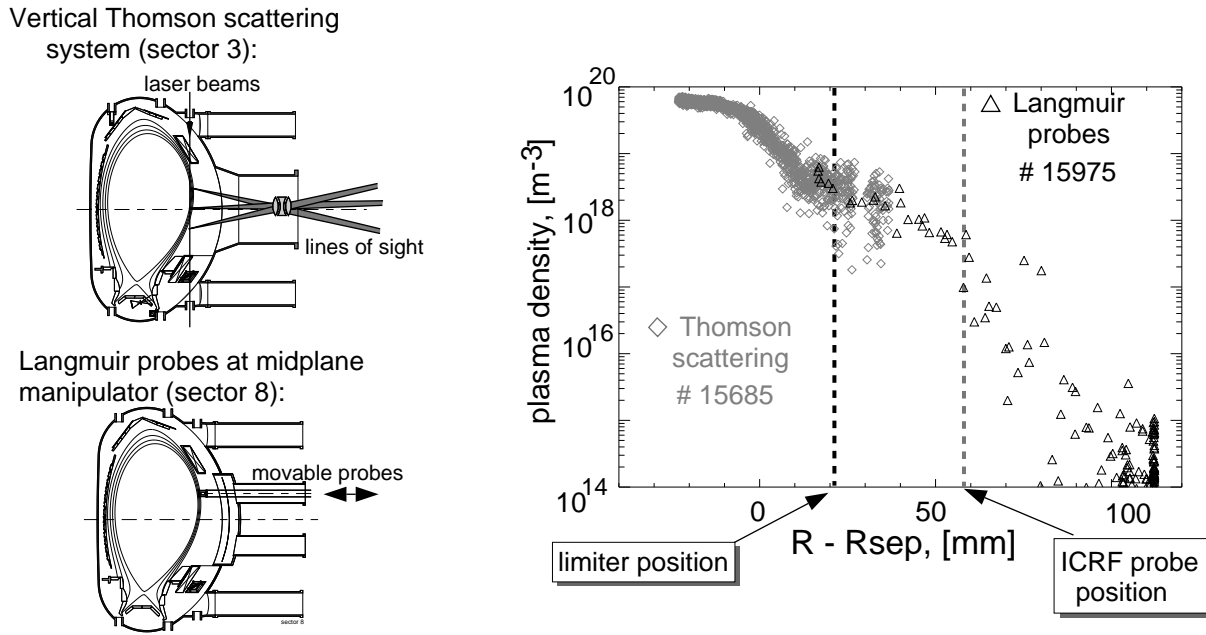 Vertical Thomson scattering
system (sector 3):
laser beams
lines of sight
Langmuir probes at midplane
manipulator (sector 8):
movable probes
sector 8
plasma density, [m-3]
10^20
10^18
10^16
10^14
Langmuir
probes
# 15975
Thomson
scattering
# 15685
0
50
100
R - Rsep, [mm]
limiter position
ICRF probe
position